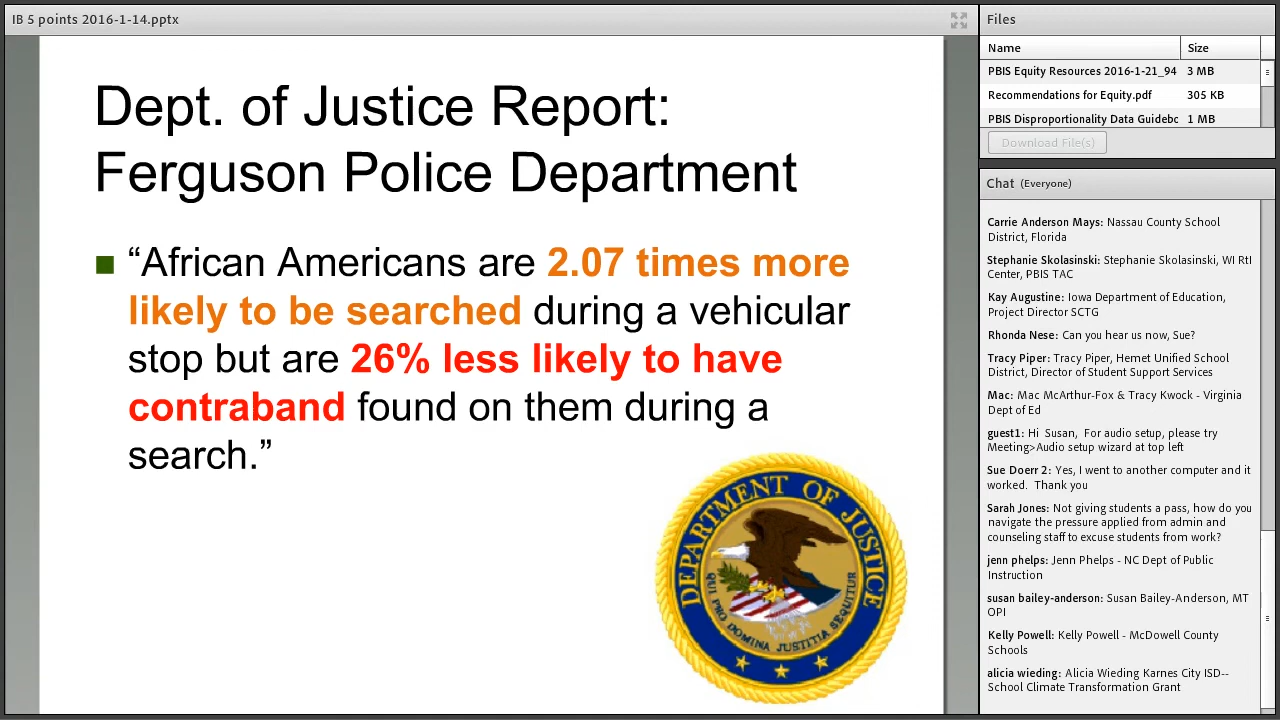 IB 5 points 2016-1-14.pptx
Dept. of Justice Report:
Ferguson Police Department
“African Americans are 2.07 times more
likely to be searched during a vehicular
stop but are 26% less likely to have
contraband found on them during a
search.”
DEPARTMENT OF JUSTICE
QUI PRO DOMINA JUSTITIA SEQUITUR
Files
Name Size
PBIS Equity Resources 2016-1-21_94 3 MB
Recommendations for Equity.pdf 305 KB
PBIS Disproportionality Data Guidebc 1 MB
Download File(s)
Chat (Everyone)
Carrie Anderson Mays: Nassau County School
District, Florida
Stephanie Skolasinski: Stephanie Skolasinski, WI RtI
Center, PBIS TAC
Kay Augustine: Iowa Department of Education,
Project Director SCTG
Rhonda Nese: Can you hear us now, Sue?
Tracy Piper: Tracy Piper, Hemet Unified School
District, Director of Student Support Services
Mac: Mac McArthur-Fox & Tracy Kwock - Virginia
Dept of Ed
guest1: Hi Susan, For audio setup, please try
Meeting>Audio setup wizard at top left
Sue Doerr 2: Yes, I went to another computer and it
worked. Thank you
Sarah Jones: Not giving students a pass, how do you
navigate the pressure applied from admin and
counseling staff to excuse students from work?
jenn phelps: Jenn Phelps - NC Dept of Public
Instruction
susan bailey-anderson: Susan Bailey-Anderson, MT
OPI
Kelly Powell: Kelly Powell - McDowell County
Schools
alicia wieding: Alicia Wieding Karnes City ISD--
School Climate Transformation Grant